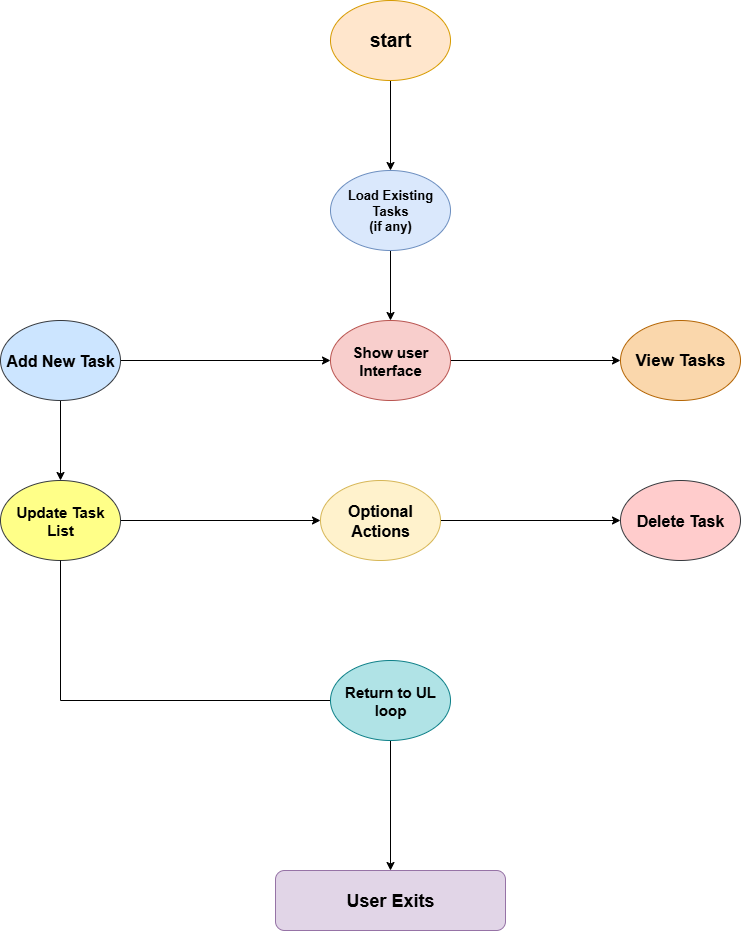 start
Load Existing
Tasks
(if any)
Add New Task
Show user
Interface
View Tasks
Update Task
List
Optional
Actions
Delete Task
Return to UL
loop
User Exits